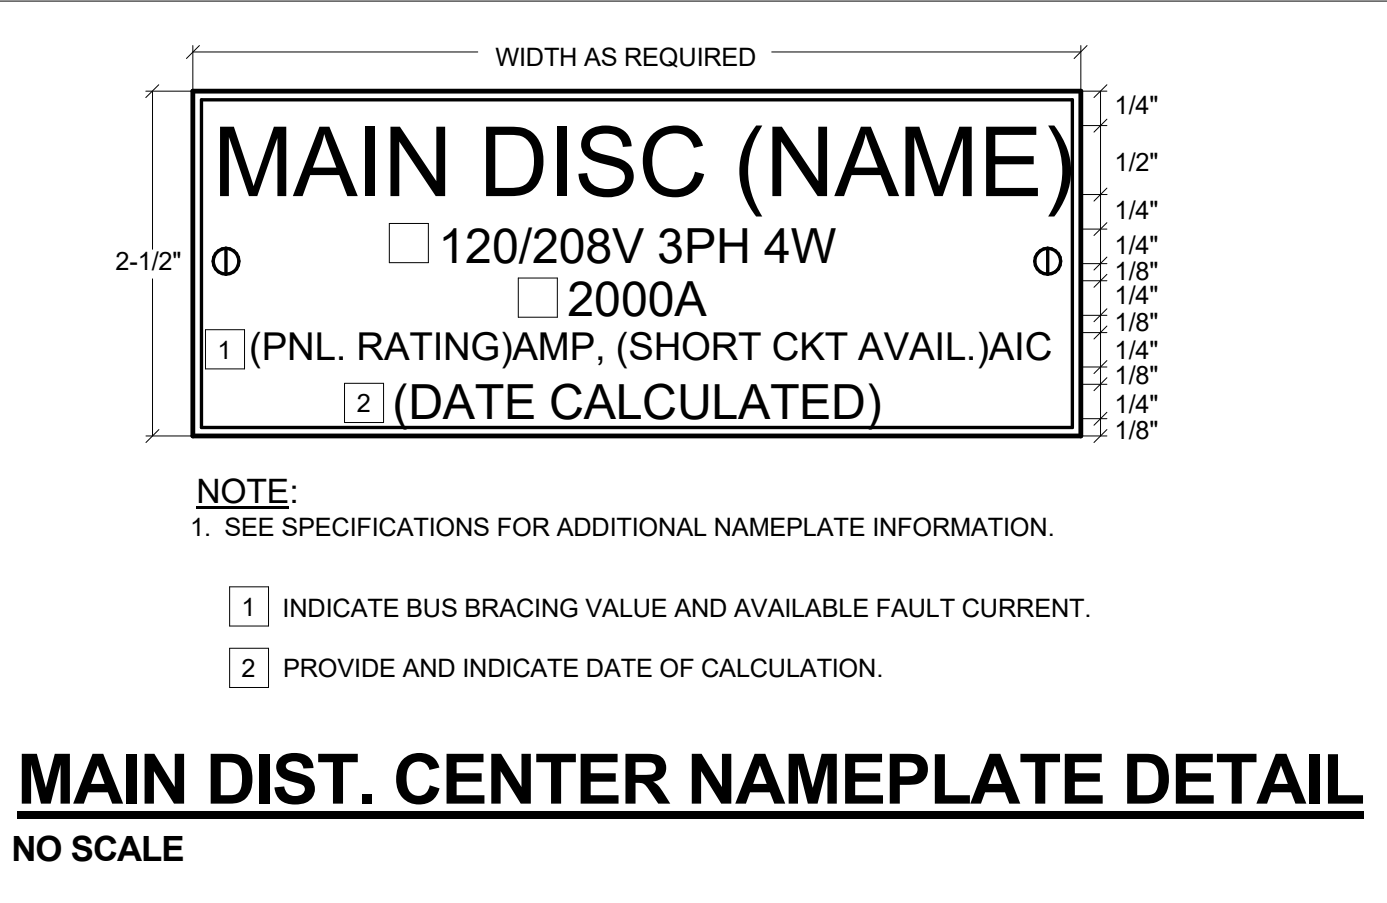 WIDTH AS REQUIRED
1/4"
MAIN DISC (NAME)
1/2"
1/4"
120/208V 3PH 4W
1/4"
2-1/2"
1/8"
2000A
1/4"
1/8"
1 (PNL. RATING)AMP, (SHORT CKT AVAIL.)AIC
1/4"
1/8"
2 (DATE CALCULATED)
1/4"
1/8"
NOTE:
1. SEE SPECIFICATIONS FOR ADDITIONAL NAMEPLATE INFORMATION.
1 INDICATE BUS BRACING VALUE AND AVAILABLE FAULT CURRENT.
2 PROVIDE AND INDICATE DATE OF CALCULATION.
MAIN DIST. CENTER NAMEPLATE DETAIL
NO SCALE